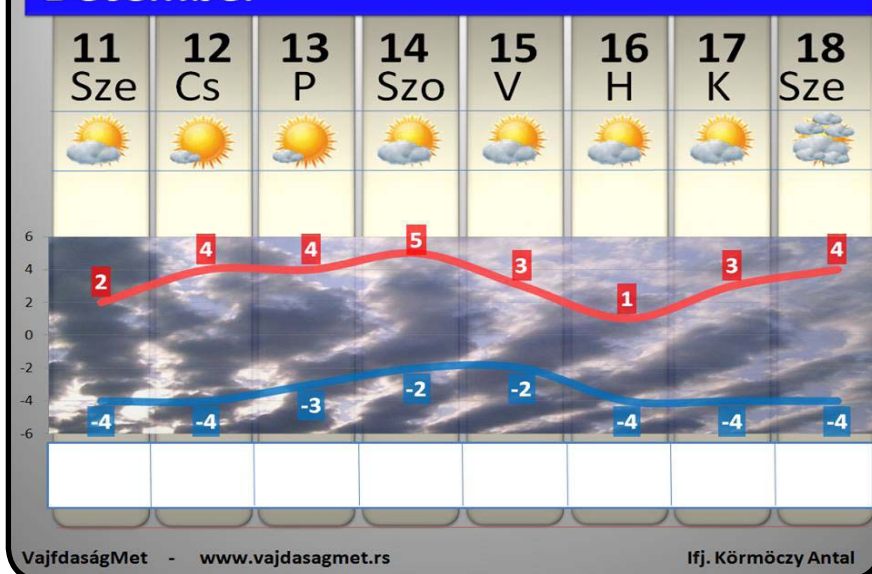 11 12 13 14 15 16 17 18
Sze Cs P Szo V H K Sze
6
4
2
0
-2
-4
-6
2 4 4 5 3 1 3 4
-4 -4 -3 -2 -2 -4 -4 -4
VajfdaságMet - www.vajdasagmet.rs Ifj. Körmöczy Antal